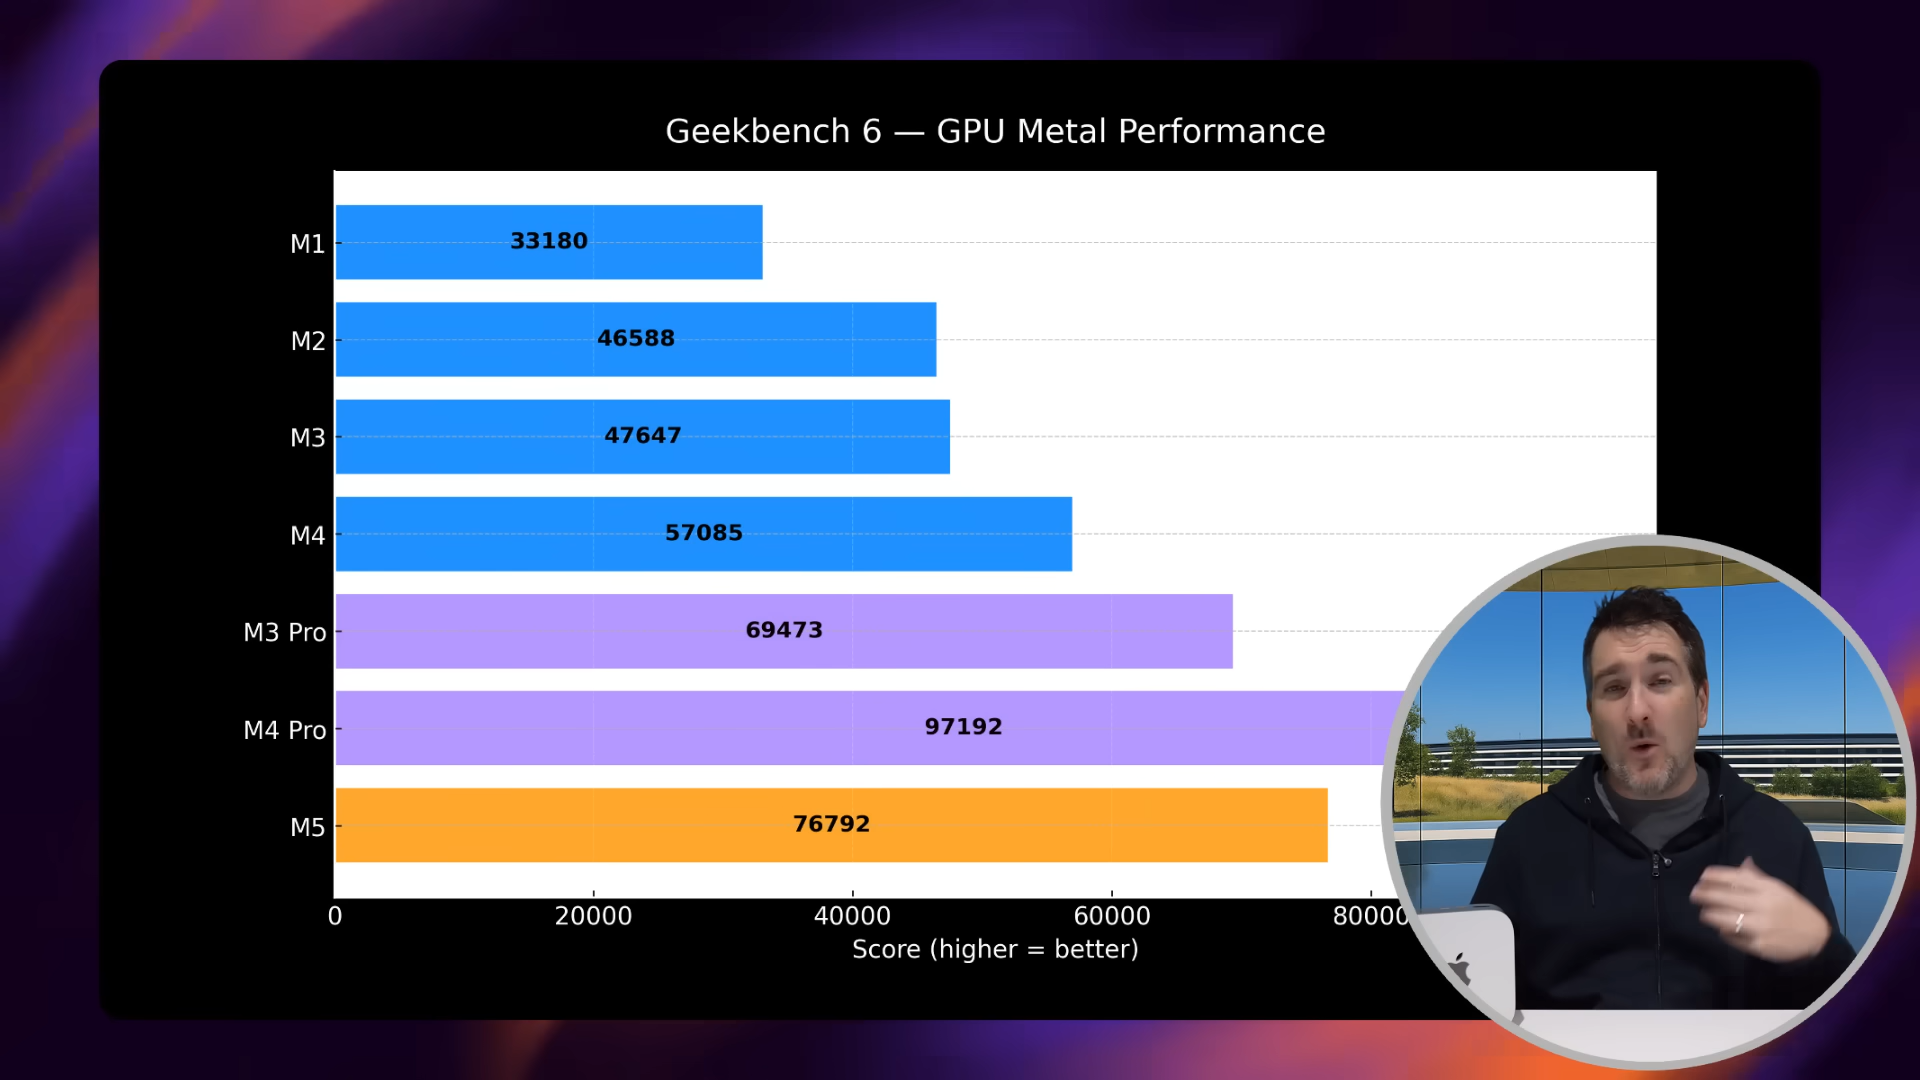 Geekbench 6 — GPU Metal Performance
M1 33180
M2 46588
M3 47647
M4 57085
M3 Pro 69473
M4 Pro 97192
M5 76792
0 20000 40000 60000 80000
Score (higher = better)